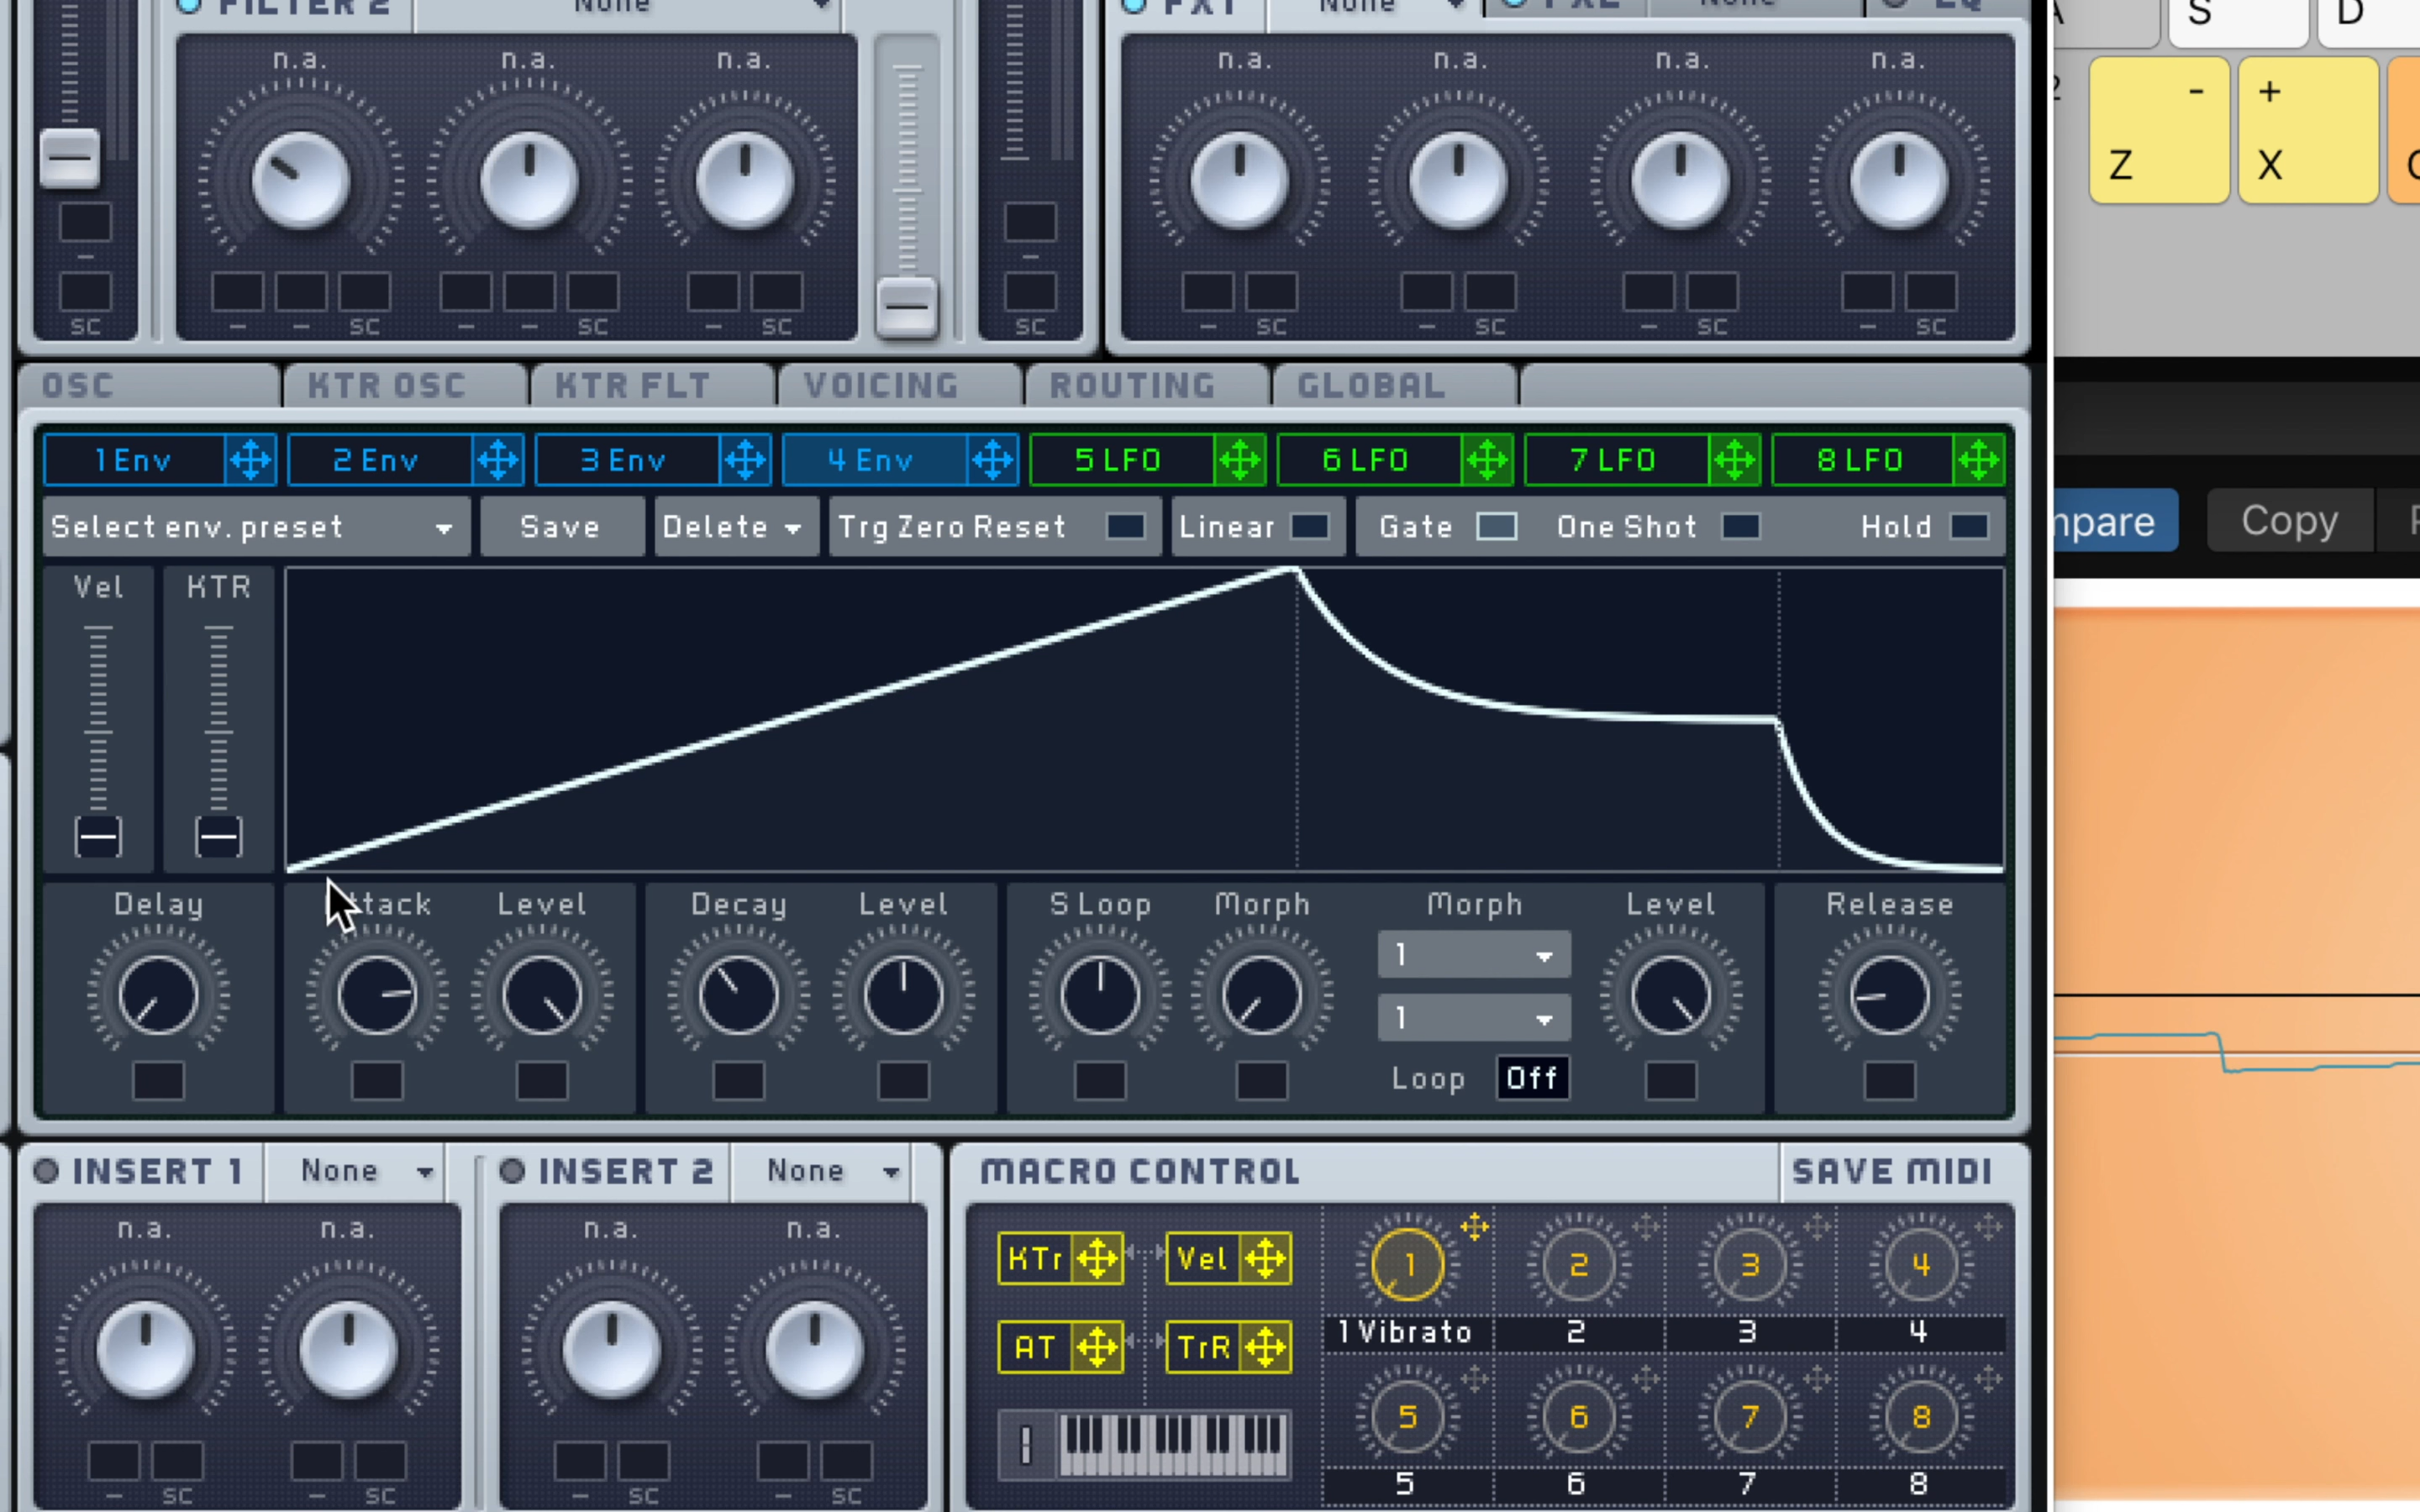 FILTER 2 None
FX1 None FX2 None EQ
A S D
n.a. n.a. n.a.
n.a. n.a. n.a. n.a.
- +
Z X
– – SC – – SC – SC
– SC – SC – SC – SC
SC SC
OSC KTR OSC KTR FLT VOICING ROUTING GLOBAL
1 Env 2 Env 3 Env 4 Env 5 LFO 6 LFO 7 LFO 8 LFO
Select env. preset Save Delete Trg Zero Reset Linear Gate One Shot Hold
Copy
Vel KTR
Delay Level Decay Level S Loop Morph Morph Level Release
1
1
Loop Off
INSERT 1 None INSERT 2 None MACRO CONTROL SAVE MIDI
n.a. n.a. n.a. n.a.
KTr Vel 1 2 3 4
AT TrR 1 Vibrato 2 3 4
5 6 7 8
– SC – SC – SC – SC
5 6 7 8